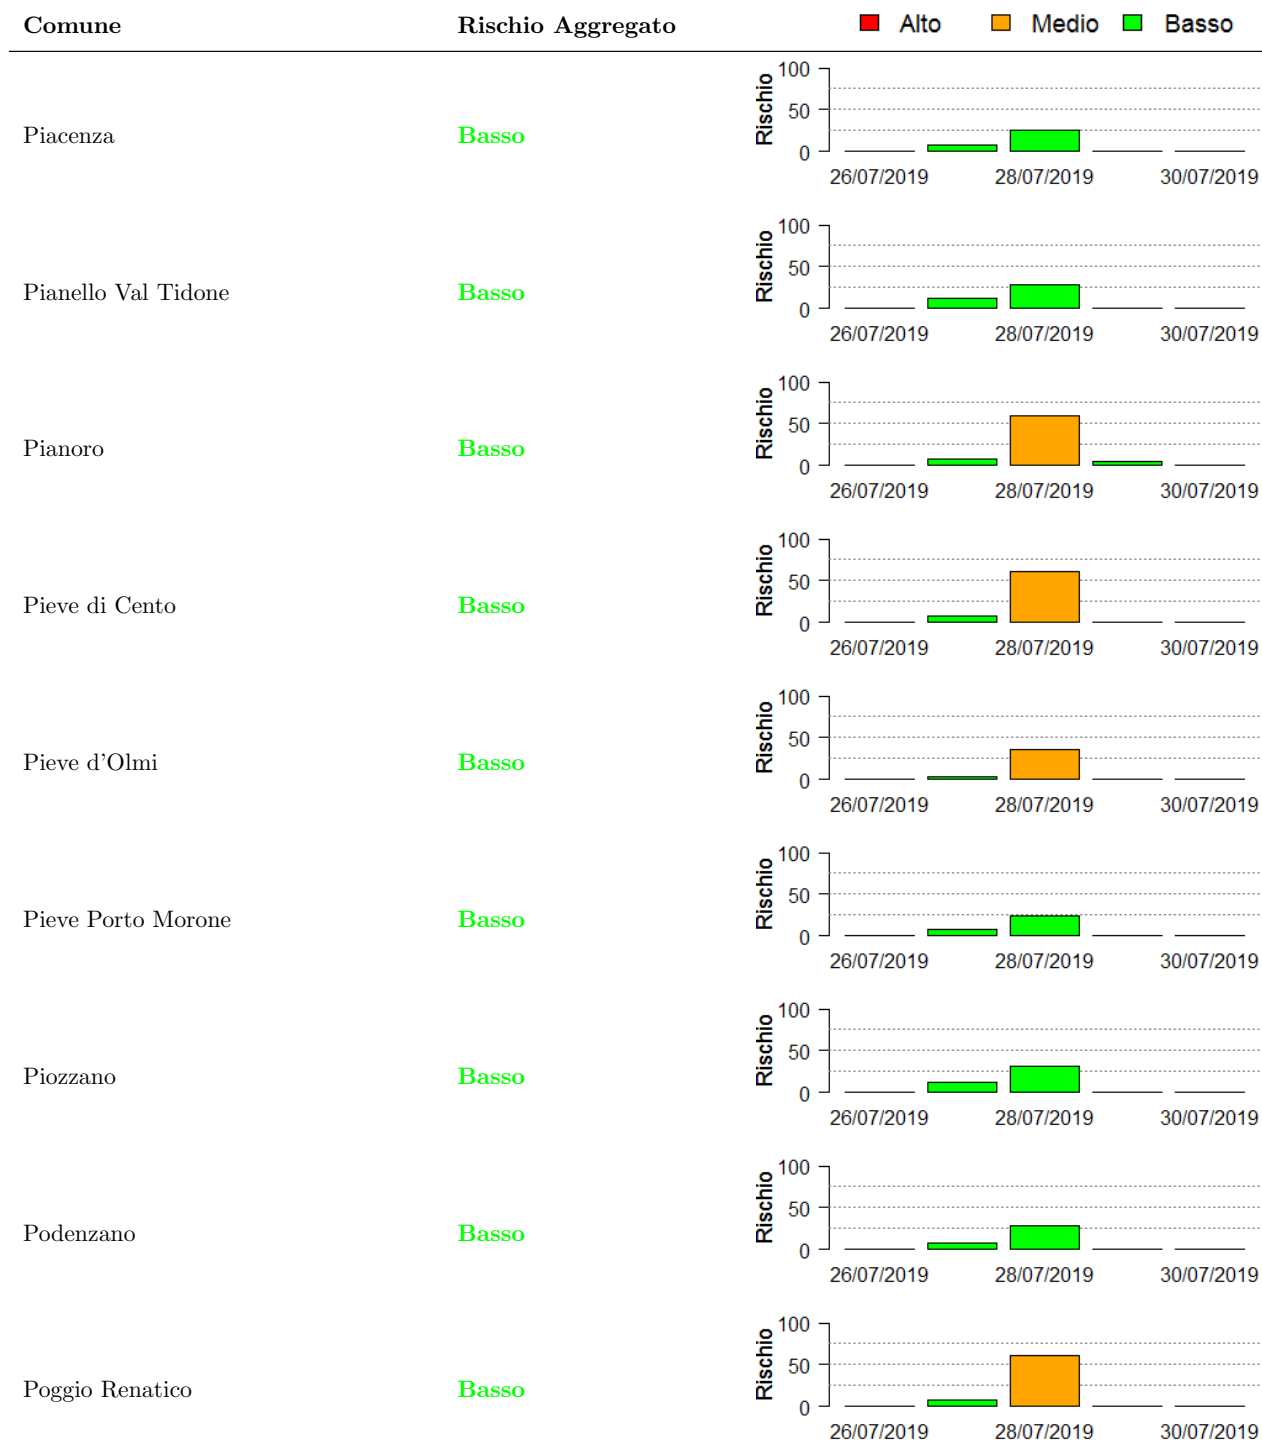 Comune Rischio Aggregato Alto Medio Basso
100
50
0
Rischio
Piacenza Basso
26/07/2019 28/07/2019 30/07/2019
100
50
0
Rischio
Pianello Val Tidone Basso
26/07/2019 28/07/2019 30/07/2019
100
50
0
Rischio
Pianoro Basso
26/07/2019 28/07/2019 30/07/2019
100
50
0
Rischio
Pieve di Cento Basso
26/07/2019 28/07/2019 30/07/2019
100
50
0
Rischio
Pieve d'Olmi Basso
26/07/2019 28/07/2019 30/07/2019
100
50
0
Rischio
Pieve Porto Morone Basso
26/07/2019 28/07/2019 30/07/2019
100
50
0
Rischio
Piozzano Basso
26/07/2019 28/07/2019 30/07/2019
100
50
0
Rischio
Podenzano Basso
26/07/2019 28/07/2019 30/07/2019
100
50
0
Rischio
Poggio Renatico Basso
26/07/2019 28/07/2019 30/07/2019